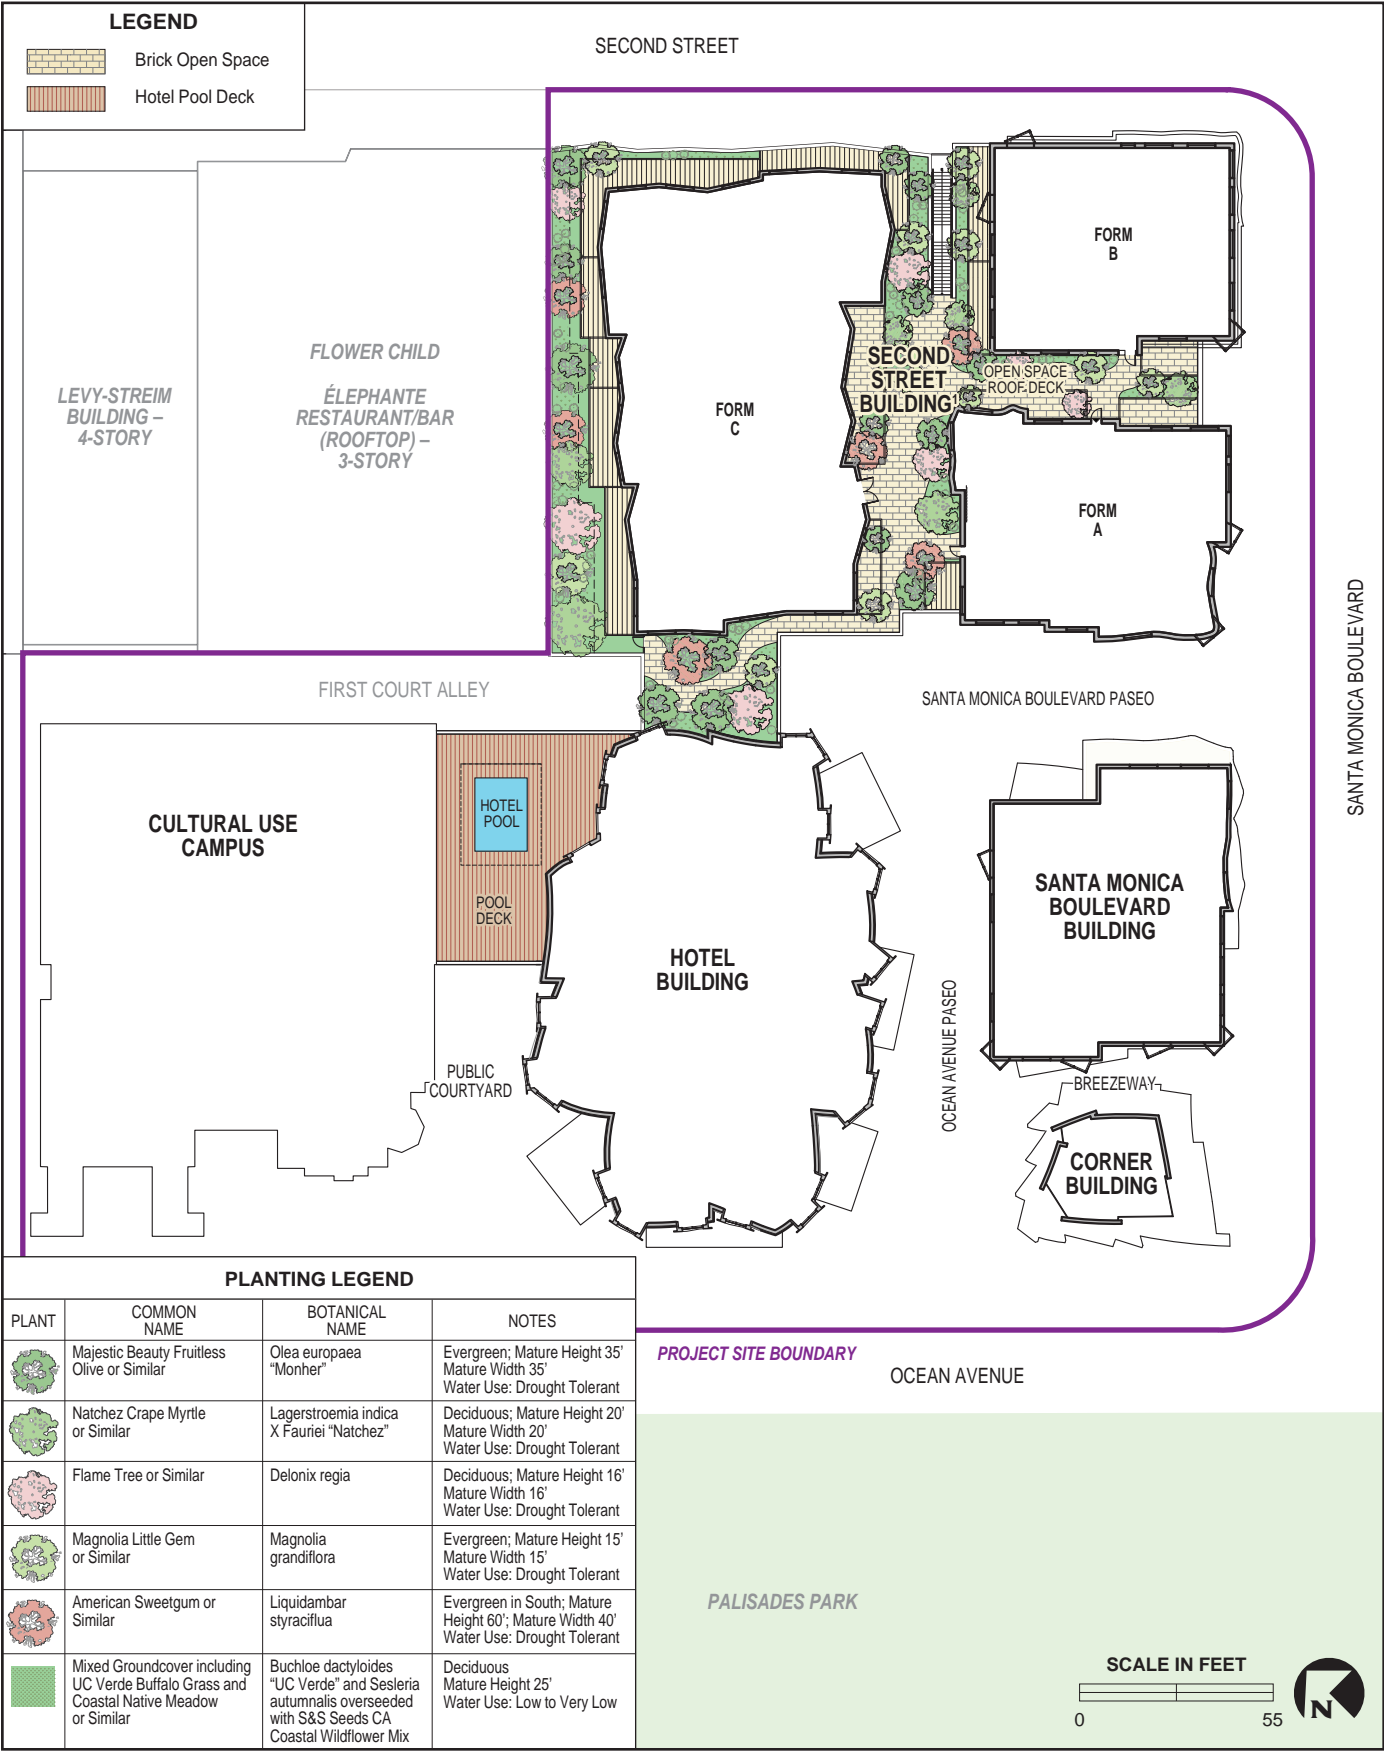 LEGEND
Brick Open Space
Hotel Pool Deck
SECOND STREET
FORM
B
FLOWER CHILD
ÉLEPHANTE
RESTAURANT/BAR
(ROOFTOP) –
3-STORY
LEVY-STREIM
BUILDING –
4-STORY
FORM
C
SECOND
STREET
BUILDING¹
OPEN SPACE
ROOF DECK
FORM
A
SANTA MONICA BOULEVARD
FIRST COURT ALLEY
SANTA MONICA BOULEVARD PASEO
CULTURAL USE
CAMPUS
HOTEL
POOL
POOL
DECK
HOTEL
BUILDING
SANTA MONICA
BOULEVARD
BUILDING
OCEAN AVENUE PASEO
PUBLIC
COURTYARD
BREEZEWAY
CORNER
BUILDING
PLANTING LEGEND
PLANT
COMMON
NAME
BOTANICAL
NAME
NOTES
Majestic Beauty Fruitless
Olive or Similar
Olea europaea
“Monher”
Evergreen; Mature Height 35’
Mature Width 35’
Water Use: Drought Tolerant
Natchez Crape Myrtle
or Similar
Lagerstroemia indica
X Fauriei “Natchez”
Deciduous; Mature Height 20’
Mature Width 20’
Water Use: Drought Tolerant
Flame Tree or Similar
Delonix regia
Deciduous; Mature Height 16’
Mature Width 16’
Water Use: Drought Tolerant
Magnolia Little Gem
or Similar
Magnolia
grandiflora
Evergreen; Mature Height 15’
Mature Width 15’
Water Use: Drought Tolerant
American Sweetgum or
Similar
Liquidambar
styraciflua
Evergreen in South; Mature
Height 60’; Mature Width 40’
Water Use: Drought Tolerant
Mixed Groundcover including
UC Verde Buffalo Grass and
Coastal Native Meadow
or Similar
Buchloe dactyloides
“UC Verde” and Sesleria
autumnalis overseeded
with S&S Seeds CA
Coastal Wildflower Mix
Deciduous
Mature Height 25’
Water Use: Low to Very Low
PROJECT SITE BOUNDARY
OCEAN AVENUE
PALISADES PARK
SCALE IN FEET
0 55
N